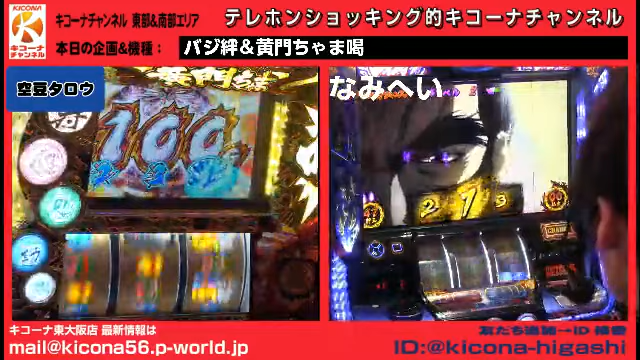 KICONA
キコーナ
チャンネル
キコーナチャンネル 東部&南部エリア
テレホンショッキング的キコーナチャンネル
本日の企画&機種：
バジ絆&黄門ちゃま喝
空豆タロウ
なみへい
100
2 1 3
キコーナ東大阪店 最新情報は
mail@kicona56.p-world.jp
友だち追加→ID 検索
ID:@kicona-higashi